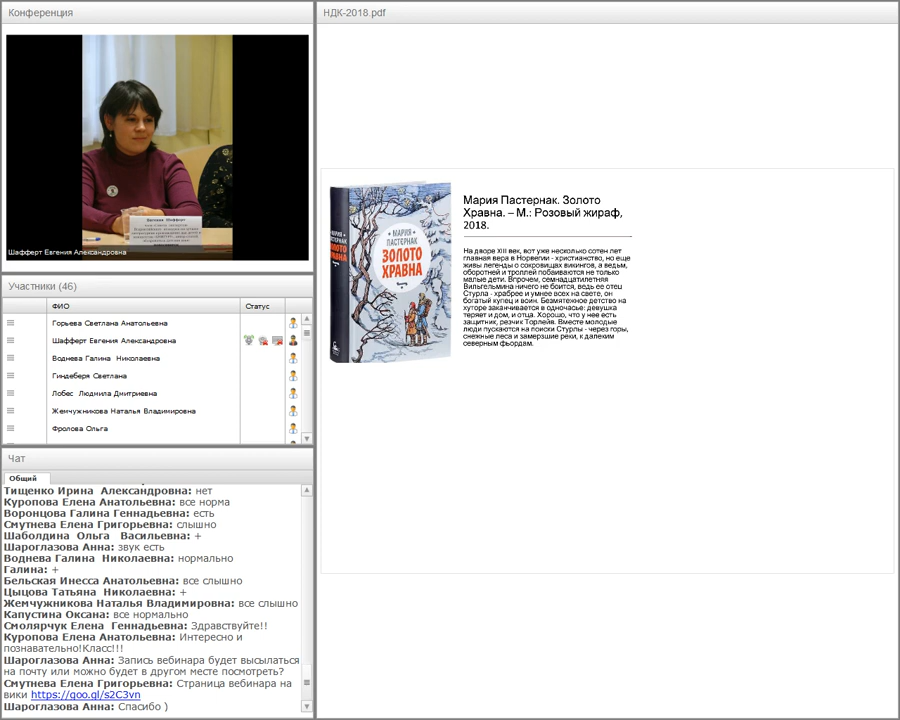 Конференция
Шафферт Евгения Александровна
Участники (46)
ФИО Статус
Горьева Светлана Анатольевна
Шафферт Евгения Александровна
Воднева Галина Николаевна
Гиндеберя Светлана
Лобес Людмила Дмитриевна
Жемчужникова Наталья Владимировна
Фролова Ольга
Чат
Общий
Тищенко Ирина Александровна: нет
Куропова Елена Анатольевна: все норма
Воронцова Галина Геннадьевна: есть
Смутнева Елена Григорьевна: слышно
Шаболдина Ольга Васильевна: +
Шароглазова Анна: звук есть
Воднева Галина Николаевна: нормально
Галина: +
Бельская Инесса Анатольевна: все слышно
Цыцова Татьяна Николаевна: +
Жемчужникова Наталья Владимировна: все слышно
Капустина Оксана: все нормально
Смолярчук Елена Геннадьевна: Здравствуйте!!
Куропова Елена Анатольевна: Интересно и
познавательно!Класс!!!
Шароглазова Анна: Запись вебинара будет высылаться
на почту или можно будет в другом месте посмотреть?
Смутнева Елена Григорьевна: Страница вебинара на
вики https://goo.gl/s2C3vn
Шароглазова Анна: Спасибо )
НДК-2018.pdf
МАРИЯ
ПАСТЕРНАК
ЗОЛОТО
ХРАВНА
МАРИЯ
ПАСТЕРНАК
ЗОЛОТО
ХРАВНА
Мария Пастернак. Золото
Хравна. – М.: Розовый жираф,
2018.
На дворе XIII век, вот уже несколько сотен лет
главная вера в Норвегии - христианство, но еще
живы легенды о сокровищах викингов, а ведьм,
оборотней и троллей побаиваются не только
малые дети. Впрочем, семнадцатилетняя
Вильгельмина ничего не боится, ведь ее отец
Стурла - храбрее и умнее всех на свете, он
богатый купец и воин. Безмятежное детство на
хуторе заканчивается в одночасье: девушка
теряет и дом, и отца. Хорошо, что у нее есть
защитник, резчик Торлейв. Вместе молодые
люди пускаются на поиски Стурлы - через горы,
снежные леса и замерзшие реки, к далеким
северным фьордам.